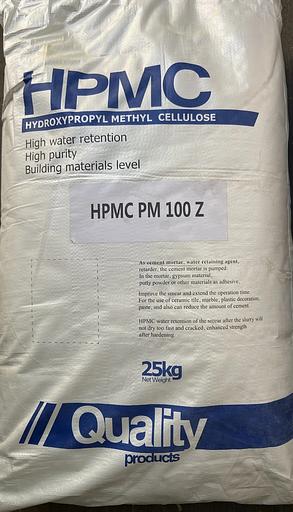 HPMC
HYDROXYPROPYL METHYL CELLULOSE
High water retention
High purity
Building materials level
HPMC PM 100 Z
As cement mortar, water retaining agent,
retarder, the cement mortar is pumped.
In the mortar, gypsum material,
putty powder or other materials as adhesive.
Improve the smear and extend the operation time.
For the use of ceramic tile, marble, plastic decoration,
paste, and also can reduce the amount of cement.
HPMC water retention of the serous after the slurry will
not dry too fast and cracked, enhanced strength
after hardening.
25kg
Net Weight
Quality
products